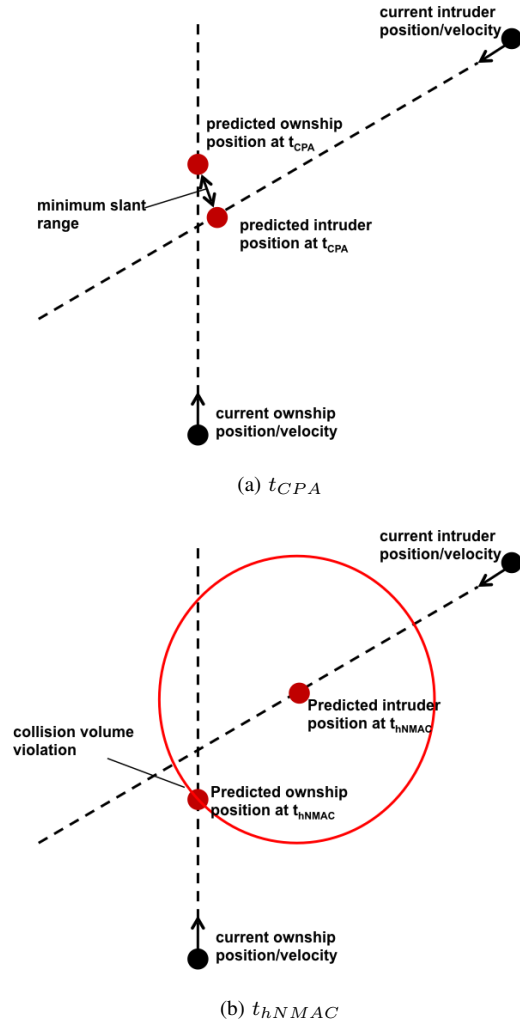 current intruder
position/velocity
predicted ownship
position at tCPA
minimum slant
range
predicted intruder
position at tCPA
current ownship
position/velocity
(a) tCPA
current intruder
position/velocity
Predicted intruder
position at thNMAC
collision volume
violation
Predicted ownship
position at thNMAC
current ownship
position/velocity
(b) thNMAC